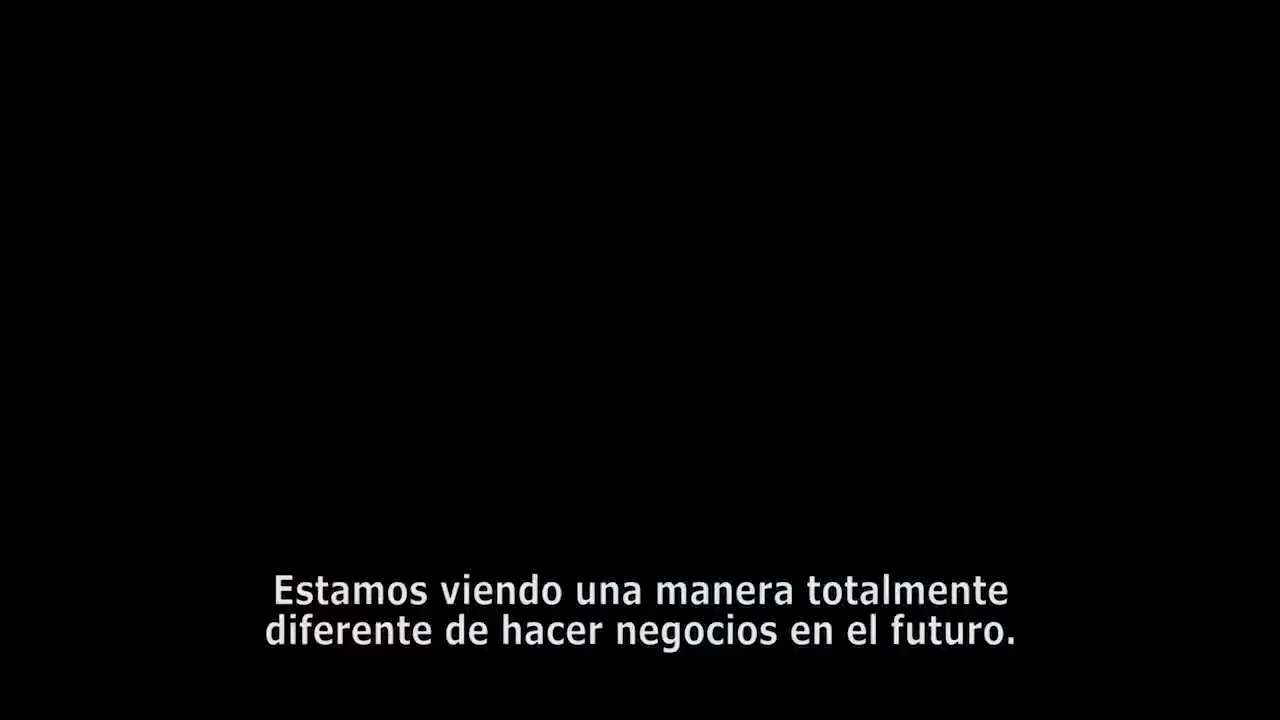 Estamos viendo una manera totalmente
diferente de hacer negocios en el futuro.